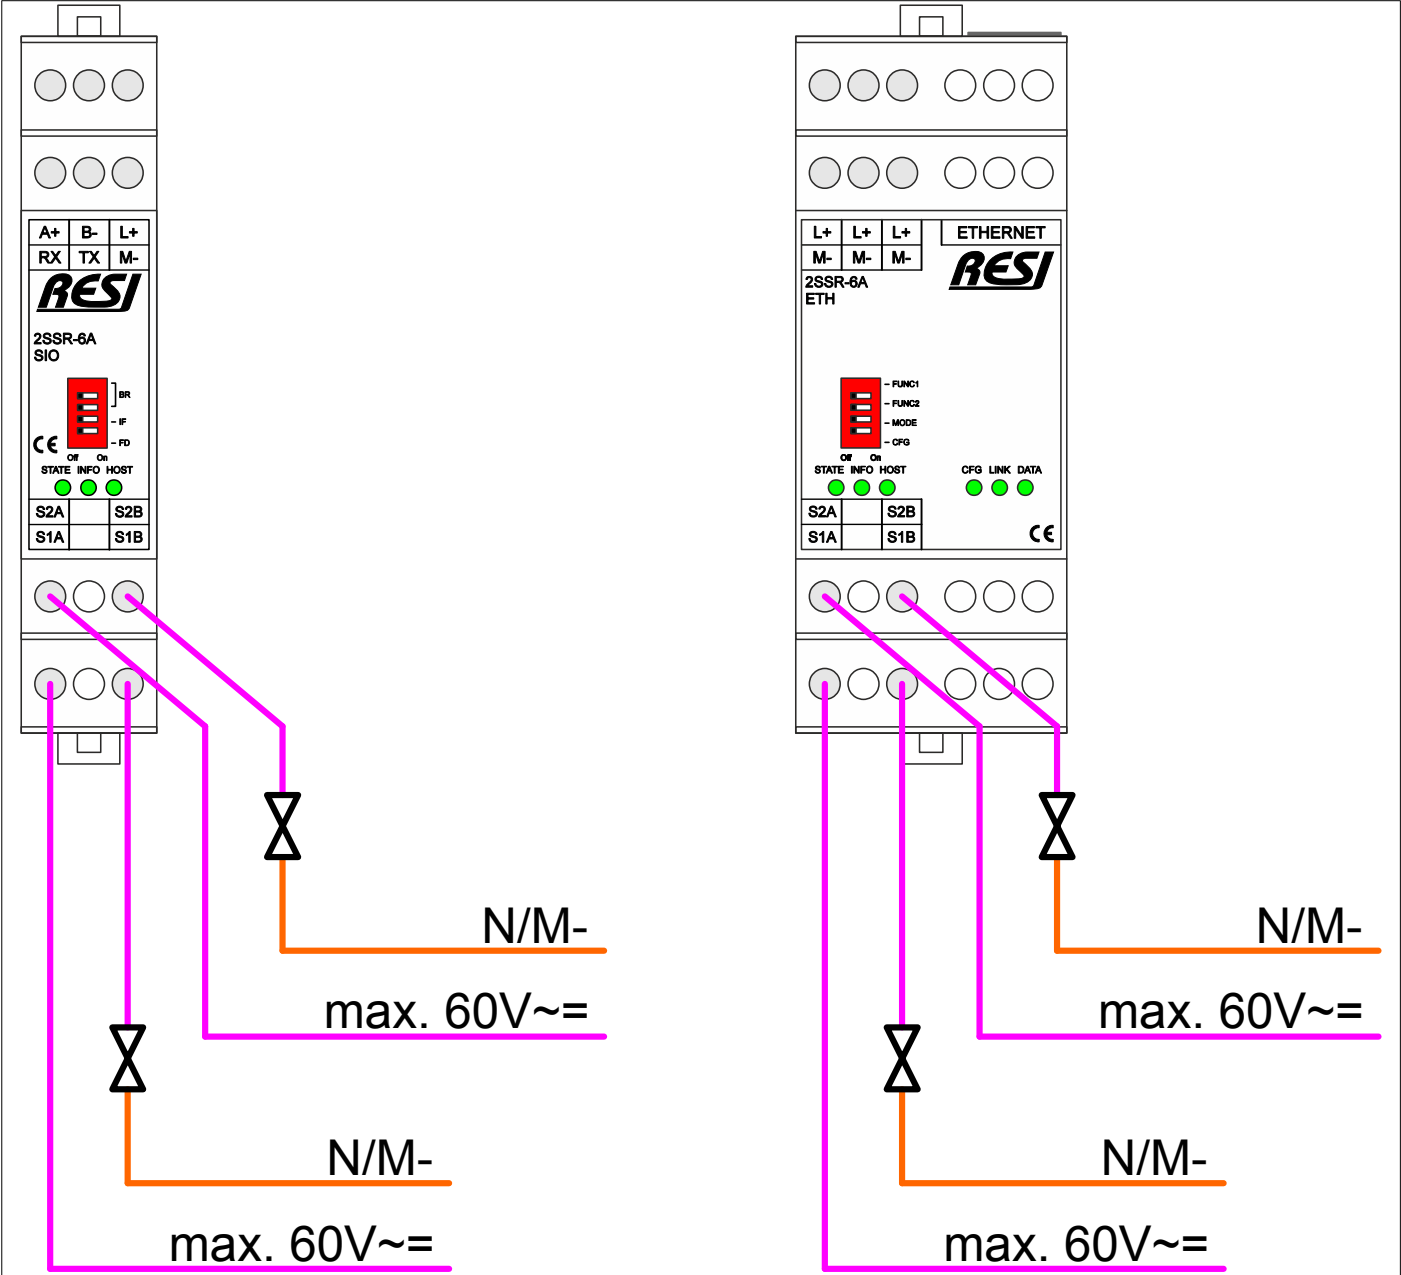 A+ B- L+
RX TX M-
RESI
2SSR-6A
SIO
BR
IF
FD
Off On
STATE INFO HOST
S2A S2B
S1A S1B
N/M-
max. 60V~=
N/M-
max. 60V~=
L+ L+ L+ ETHERNET
M- M- M-
RESI
2SSR-6A
ETH
FUNC1
FUNC2
MODE
CFG
Off On
STATE INFO HOST CFG LINK DATA
S2A S2B
S1A S1B
N/M-
max. 60V~=
N/M-
max. 60V~=